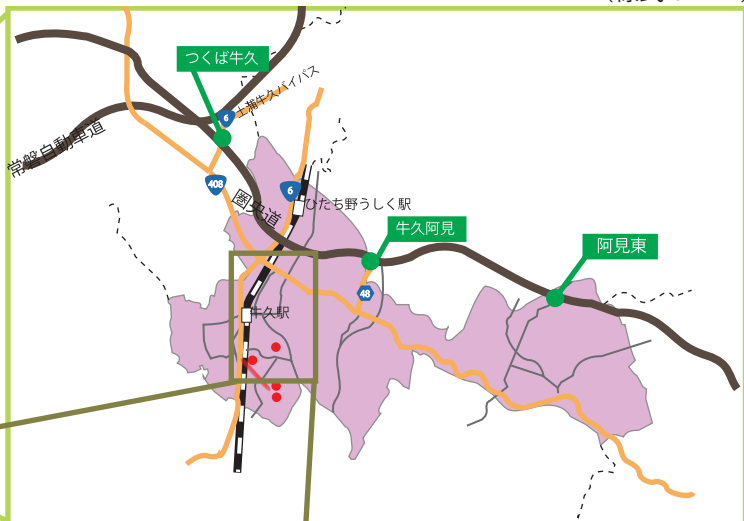 つくば牛久
6
土浦牛久バイパス
常磐自動車道
408
圏央道
6
ひたち野うしく駅
牛久阿見
阿見東
48
牛久駅